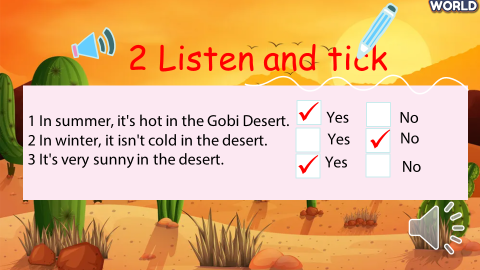 WORLD
2 Listen and tick
1 In summer, it's hot in the Gobi Desert. Yes No
2 In winter, it isn't cold in the desert. Yes No
3 It's very sunny in the desert. Yes No